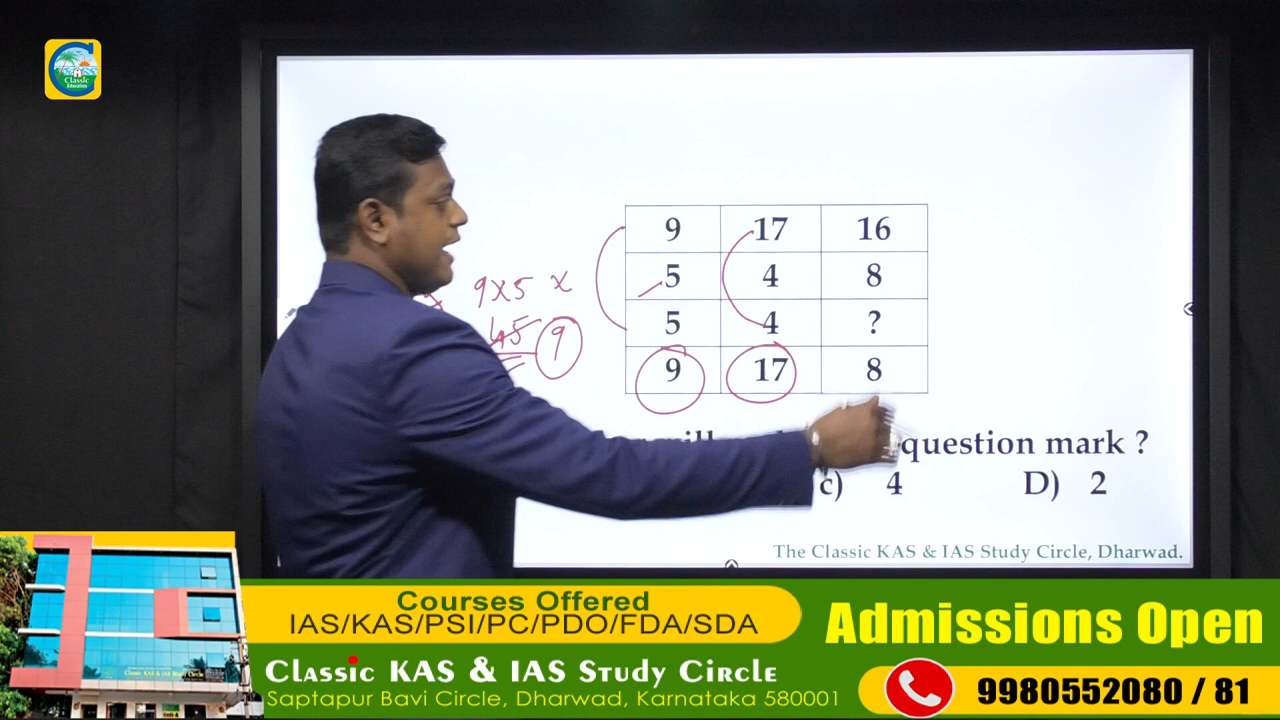 Classic
Education
9 17 16
5 4 8
5 4 ?
9 17 8
9x5 x
45 9
question mark ?
c) 4 D) 2
The Classic KAS & IAS Study Circle, Dharwad.
Courses Offered
IAS/KAS/PSI/PC/PDO/FDA/SDA
Admissions Open
Classic KAS & IAS Study Circle
Saptapur Bavi Circle, Dharwad, Karnataka 580001
9980552080 / 81